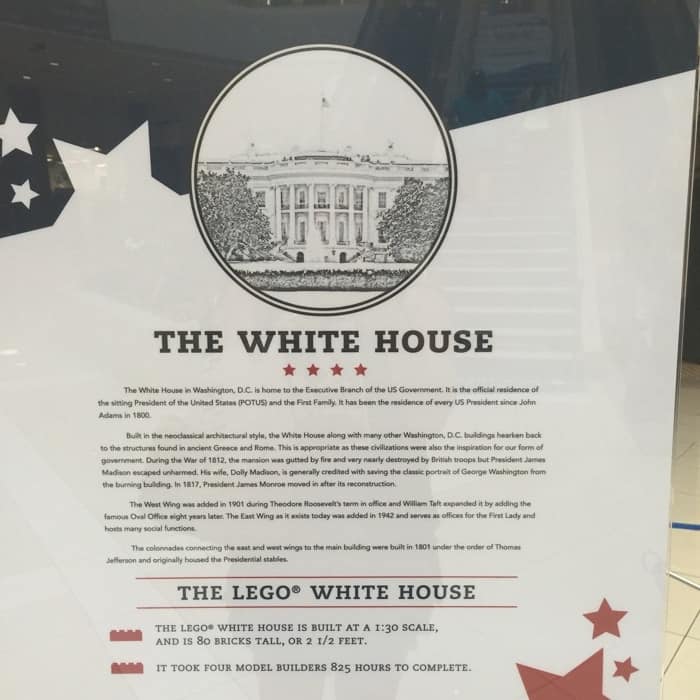 THE WHITE HOUSE
The White House in Washington, D.C. is home to the Executive Branch of the US Government. It is the official residence of
the sitting President of the United States (POTUS) and the First Family. It has been the residence of every US President since John
Adams in 1800.
Built in the neoclassical architectural style, the White House along with many other Washington, D.C. buildings hearken back
to the structures found in ancient Greece and Rome. This is appropriate as these civilizations were also the inspiration for our form of
government. During the War of 1812, the mansion was gutted by fire and very nearly destroyed by British troops but President James
Madison escaped unharmed. His wife, Dolly Madison, is generally credited with saving the classic portrait of George Washington from
the burning building. In 1817, President James Monroe moved in after its reconstruction.
The West Wing was added in 1901 during Theodore Roosevelt's term in office and William Taft expanded it by adding the
famous Oval Office eight years later. The East Wing as it exists today was added in 1942 and serves as offices for the First Lady and
hosts many social functions.
The colonnades connecting the east and west wings to the main building were built in 1801 under the order of Thomas
Jefferson and originally housed the Presidential stables.
THE LEGO® WHITE HOUSE
THE LEGO® WHITE HOUSE IS BUILT AT A 1:30 SCALE,
AND IS 80 BRICKS TALL, OR 2 1/2 FEET.
IT TOOK FOUR MODEL BUILDERS 825 HOURS TO COMPLETE.